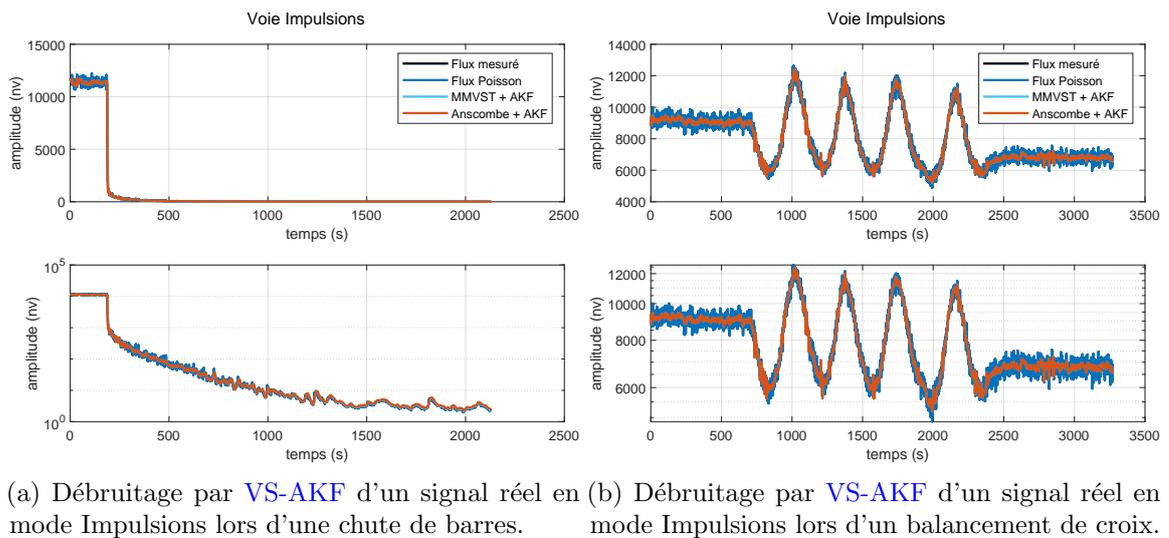 Voie Impulsions
15000
10000
5000
0
amplitude (nv)
Flux mesuré
Flux Poisson
MMVST + AKF
Anscombe + AKF
0 500 1000 1500 2000 2500
temps (s)
10^5
10^0
amplitude (nv)
0 500 1000 1500 2000 2500
temps (s)
(a) Débruitage par VS-AKF d'un signal réel en
mode Impulsions lors d'une chute de barres.
Voie Impulsions
14000
12000
10000
8000
6000
4000
amplitude (nv)
Flux mesuré
Flux Poisson
MMVST + AKF
Anscombe + AKF
0 500 1000 1500 2000 2500 3000 3500
temps (s)
12000
10000
8000
6000
amplitude (nv)
0 500 1000 1500 2000 2500 3000 3500
temps (s)
(b) Débruitage par VS-AKF d'un signal réel en
mode Impulsions lors d'un balancement de croix.